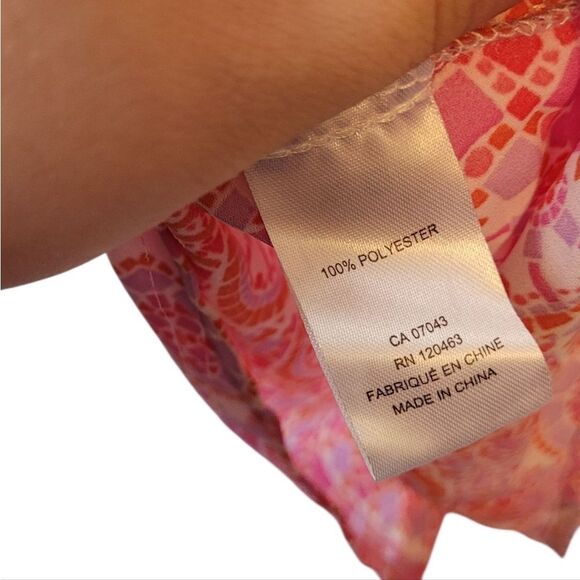 100% POLYESTER
CA 07043
RN 120463
FABRIQUÉ EN CHINE
MADE IN CHINA